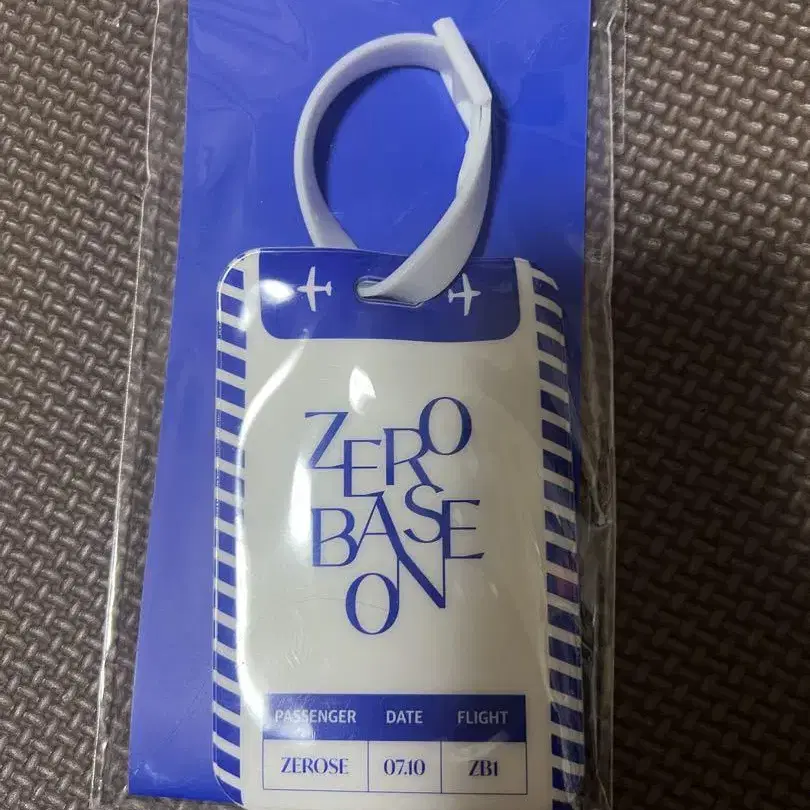 ZERO
BASE
ON
PASSENGER DATE FLIGHT
ZEROSE 07.10 ZB1